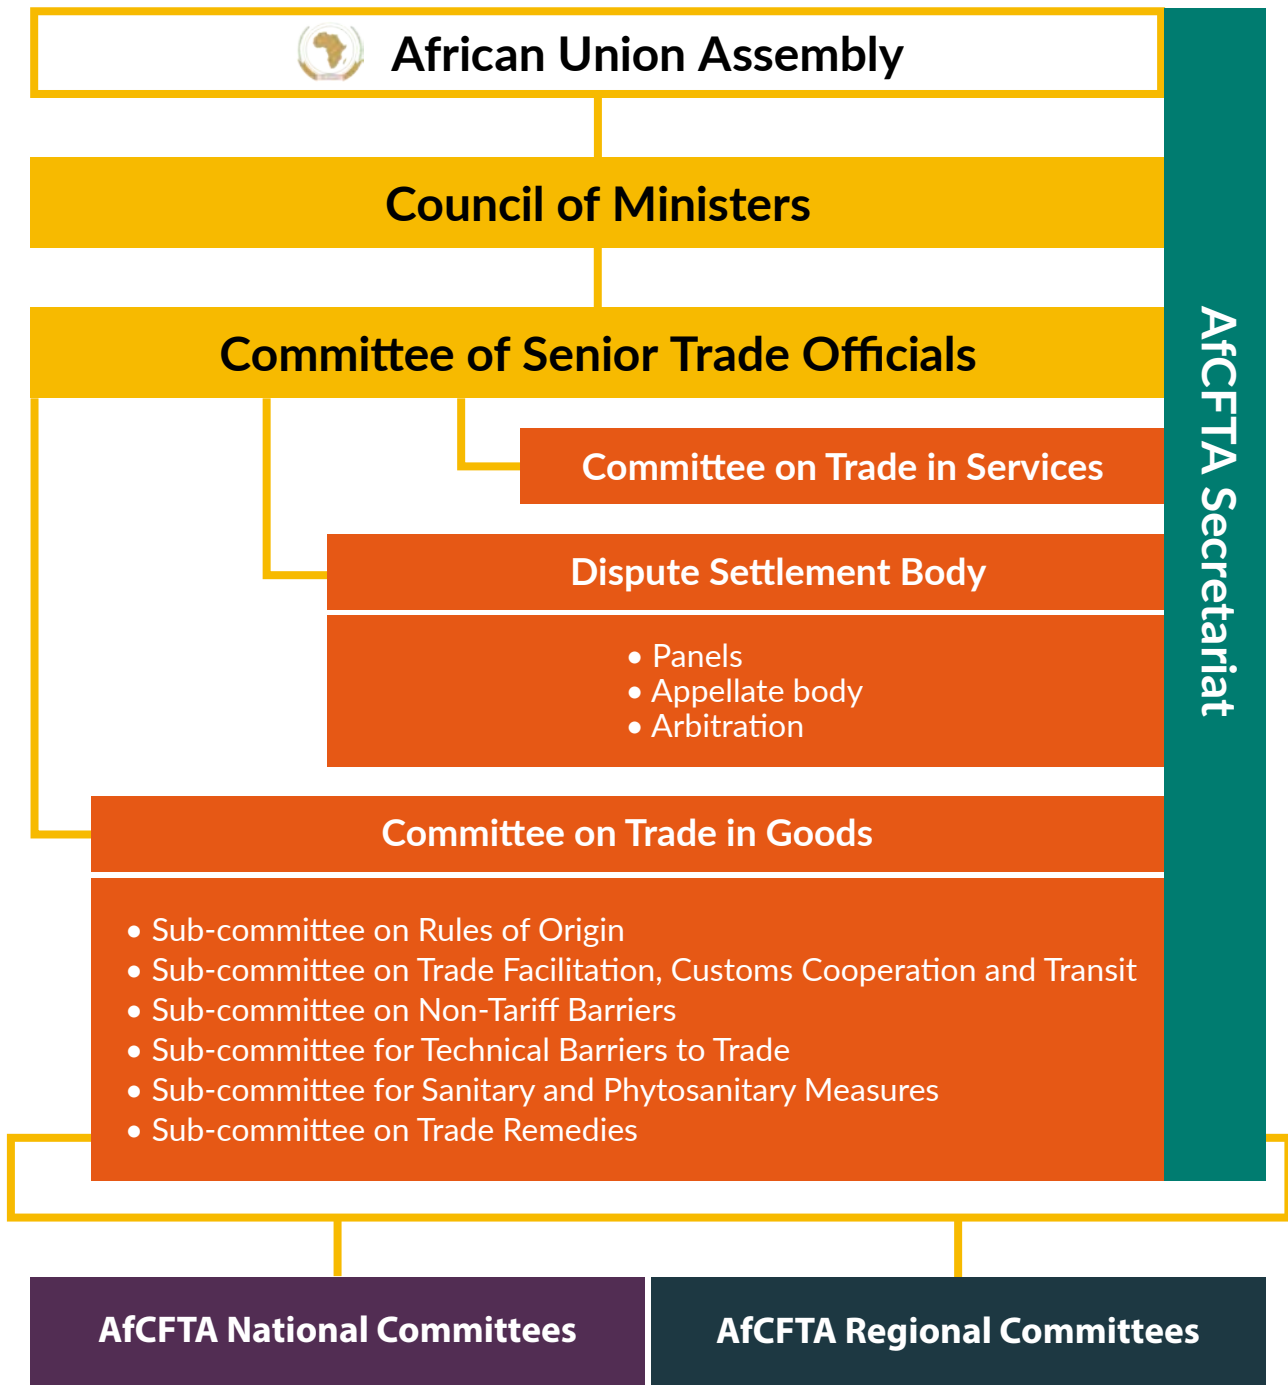 African Union Assembly
Council of Ministers
Committee of Senior Trade Officials
Committee on Trade in Services
Dispute Settlement Body
• Panels
• Appellate body
• Arbitration
Committee on Trade in Goods
• Sub-committee on Rules of Origin
• Sub-committee on Trade Facilitation, Customs Cooperation and Transit
• Sub-committee on Non-Tariff Barriers
• Sub-committee for Technical Barriers to Trade
• Sub-committee for Sanitary and Phytosanitary Measures
• Sub-committee on Trade Remedies
AfCFTA Secretariat
AfCFTA National Committees
AfCFTA Regional Committees